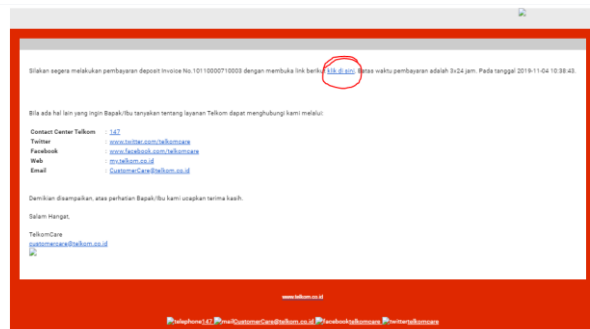 Silakan segera melakukan pembayaran deposit Invoice No.10110000710003 dengan membuka link berikut klik di sini. Batas waktu pembayaran adalah 3x24 jam. Pada tanggal 2019-11-04 10:38:43.
Bila ada hal lain yang ingin Bapak/Ibu tanyakan tentang layanan Telkom dapat menghubungi kami melalui:
Contact Center Telkom : 147
Twitter : www.twitter.com/telkomcare
Facebook : www.facebook.com/telkomcare
Web : my.telkom.co.id
Email : CustomerCare@telkom.co.id
Demikian disampaikan, atas perhatian Bapak/Ibu kami ucapkan terima kasih.
Salam Hangat,
TelkomCare
customercare@telkom.co.id
www.telkom.co.id
telephone147 mailCustomerCare@telkom.co.id facebooktelkomcare twittertelkomcare